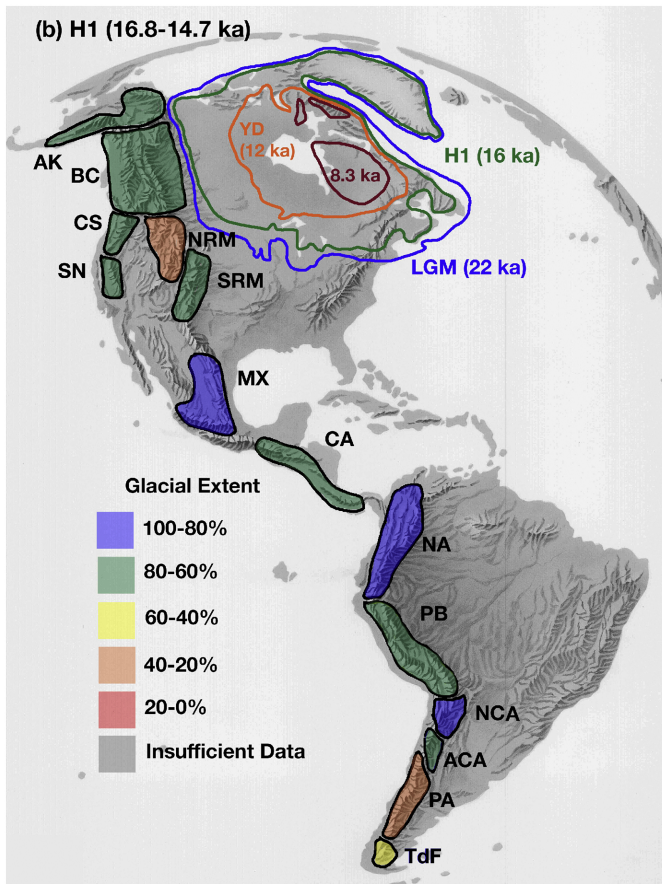 (b) H1 (16.8-14.7 ka)
YD
(12 ka)
H1 (16 ka)
8.3 ka
LGM (22 ka)
AK
BC
CS
NRM
SN
SRM
MX
CA
Glacial Extent
100-80%
80-60%
60-40%
40-20%
20-0%
Insufficient Data
NA
PB
NCA
ACA
PA
TdF